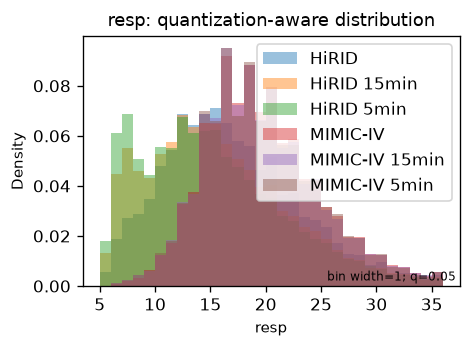 resp: quantization-aware distribution
HiRID
HiRID 15min
HiRID 5min
MIMIC-IV
MIMIC-IV 15min
MIMIC-IV 5min
Density
0.08
0.06
0.04
0.02
0.00
bin width=1; q=0.05
5 10 15 20 25 30 35
resp